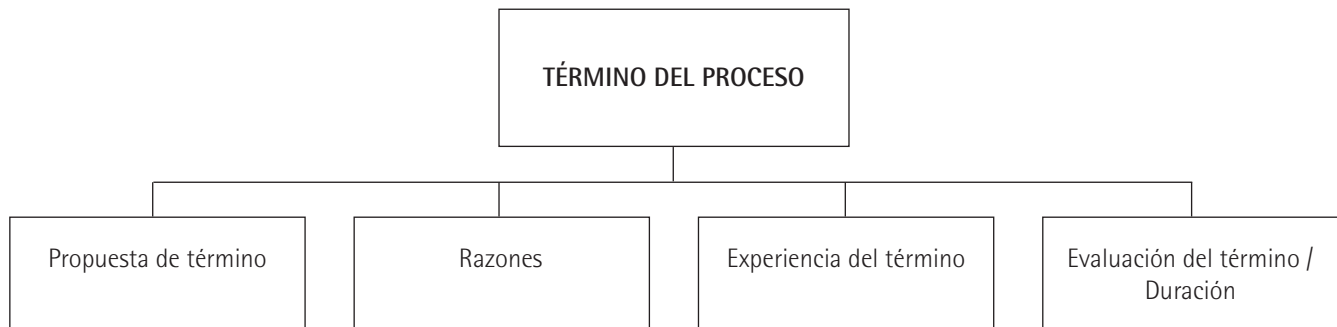 TÉRMINO DEL PROCESO
Propuesta de término
Razones
Experiencia del término
Evaluación del término /
Duración